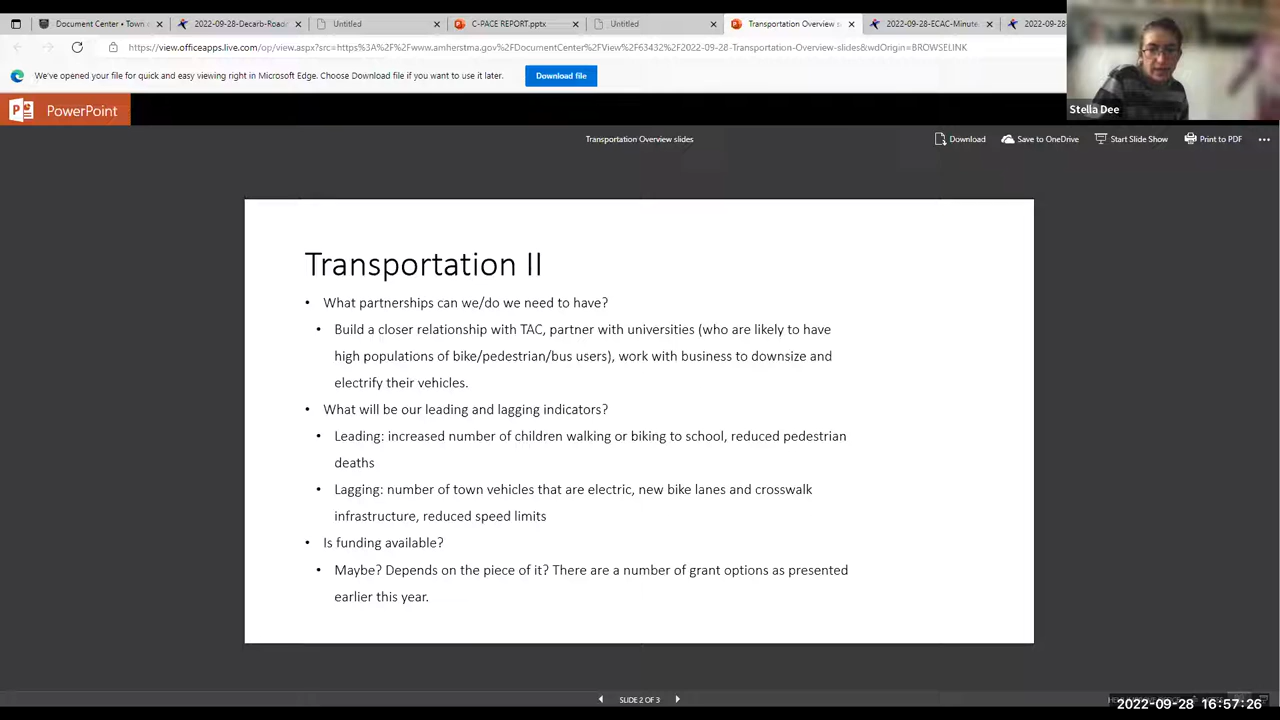 Document Center • Town
2022-09-28-Decarb-Road
Untitled
C-PACE REPORT.pptx
Untitled
Transportation Overview s
2022-09-28-ECAC-Minute
2022-09-28
https://view.officeapps.live.com/op/view.aspx?src=https%3A%2F%2Fwww.amherstma.gov%2FDocumentCenter%2FView%2F63432%2F2022-09-28-Transportation-Overview-slides&wdOrigin=BROWSELINK
We've opened your file for quick and easy viewing right in Microsoft Edge. Choose Download file if you want to use it later.
Download file
Stella Dee
PowerPoint
Transportation Overview slides
Download
Save to OneDrive
Start Slide Show
Print to PDF
Transportation II
• What partnerships can we/do we need to have?
• Build a closer relationship with TAC, partner with universities (who are likely to have
high populations of bike/pedestrian/bus users), work with business to downsize and
electrify their vehicles.
• What will be our leading and lagging indicators?
• Leading: increased number of children walking or biking to school, reduced pedestrian
deaths
• Lagging: number of town vehicles that are electric, new bike lanes and crosswalk
infrastructure, reduced speed limits
• Is funding available?
• Maybe? Depends on the piece of it? There are a number of grant options as presented
earlier this year.
SLIDE 2 OF 3
2022-09-28 16:57:26